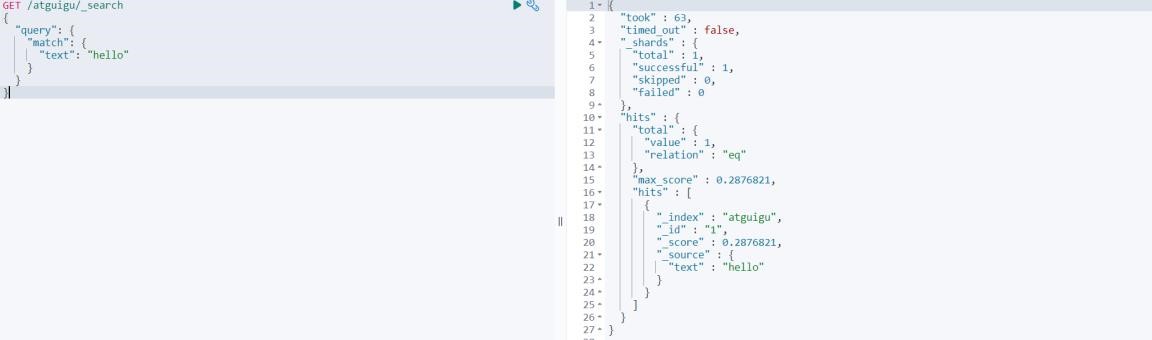 GET /atguigu/_search
{
  "query": {
    "match": {
      "text": "hello"
    }
  }
}
1 {
2   "took" : 63,
3   "timed_out" : false,
4   "_shards" : {
5     "total" : 1,
6     "successful" : 1,
7     "skipped" : 0,
8     "failed" : 0
9   },
10   "hits" : {
11     "total" : {
12       "value" : 1,
13       "relation" : "eq"
14     },
15     "max_score" : 0.2876821,
16     "hits" : [
17       {
18         "_index" : "atguigu",
19         "_id" : "1",
20         "_score" : 0.2876821,
21         "_source" : {
22           "text" : "hello"
23         }
24       }
25     ]
26   }
27 }